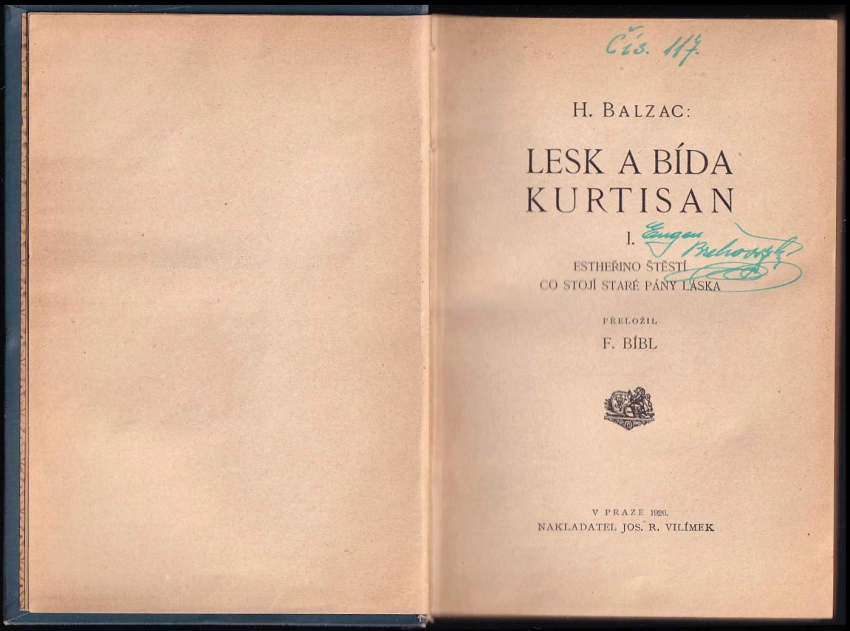 Čís. 117.
H. BALZAC:
LESK A BÍDA
KURTISAN
I.
Eugen
ESTHEŘINO ŠTĚSTÍ
CO STOJÍ STARÉ PÁNY LÁSKA
PŘELOŽIL
F. BÍBL
V PRAZE 1926.
NAKLADATEL JOS. R. VILÍMEK